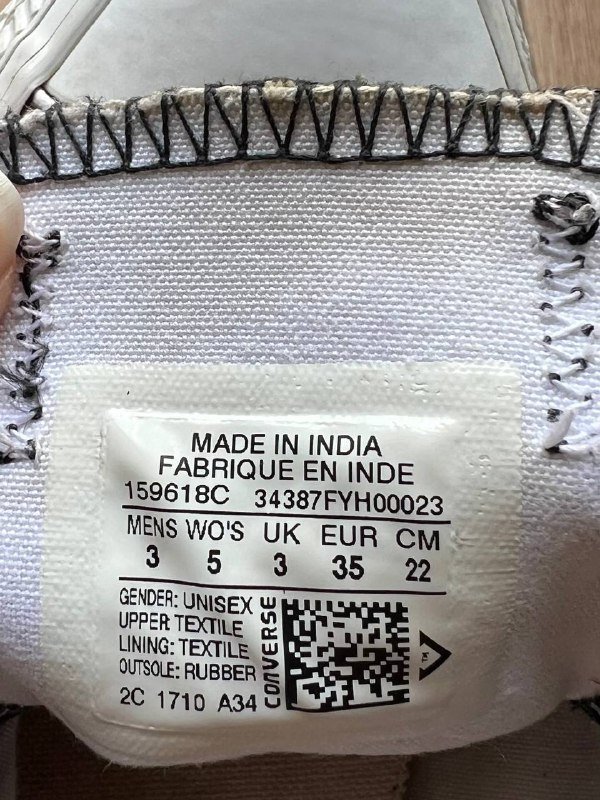 MADE IN INDIA
FABRIQUE EN INDE
159618C 34387FYH00023
MENS WO'S UK EUR CM
3 5 3 35 22
GENDER: UNISEX
UPPER: TEXTILE
LINING: TEXTILE
OUTSOLE: RUBBER
2C 1710 A34
CONVERSE